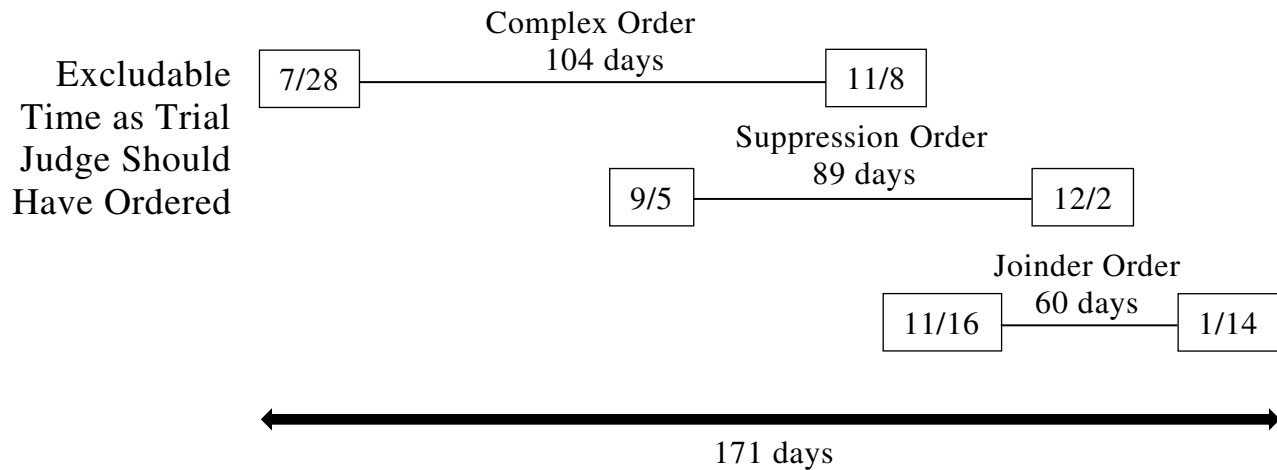 Excludable
Time as Trial
Judge Should
Have Ordered
Complex Order
104 days
7/28
11/8
Suppression Order
89 days
9/5
12/2
Joinder Order
60 days
11/16
1/14
171 days